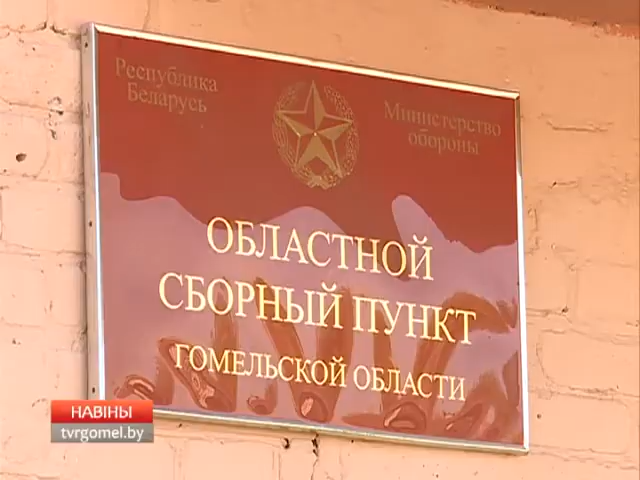 Республика
Беларусь
Министерство
обороны
ОБЛАСТНОЙ
СБОРНЫЙ ПУНКТ
ГОМЕЛЬСКОЙ ОБЛАСТИ
НАВІНЫ
tvrgomel.by